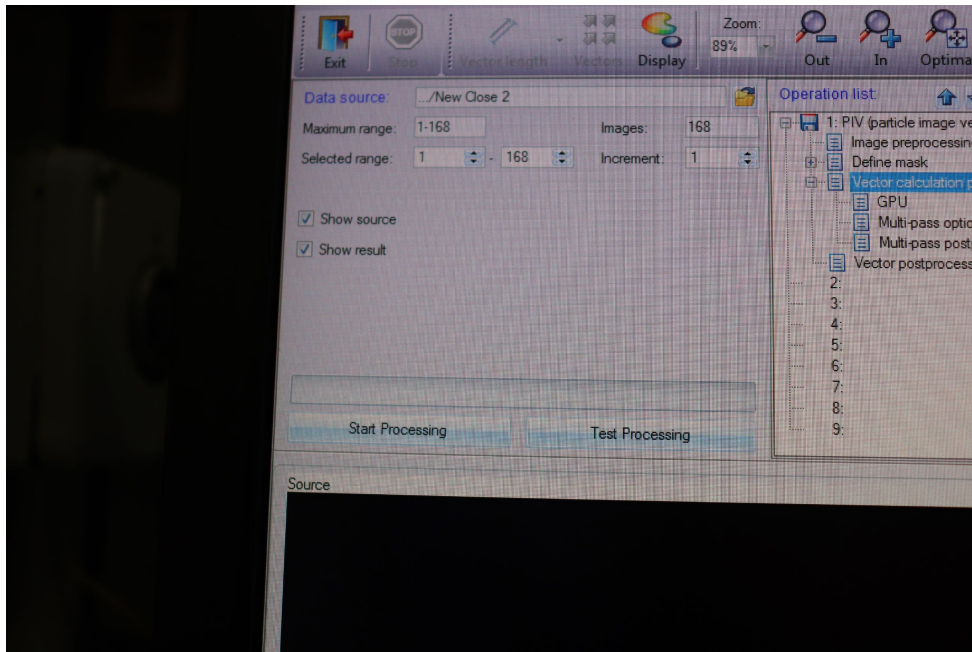 STOP
Exit Stop Vector length Vectors Display
Zoom:
89%
Out In Optima
Data source: .../New Close 2
Maximum range: 1-168 Images: 168
Selected range: 1 - 168 Increment: 1
Show source
Show result
Start Processing Test Processing
Operation list:
1: PIV (particle image ve
Image preprocessin
Define mask
Vector calculation p
GPU
Multi-pass optio
Multi-pass post
Vector postprocess
2:
3:
4:
5:
6:
7:
8:
9:
Source